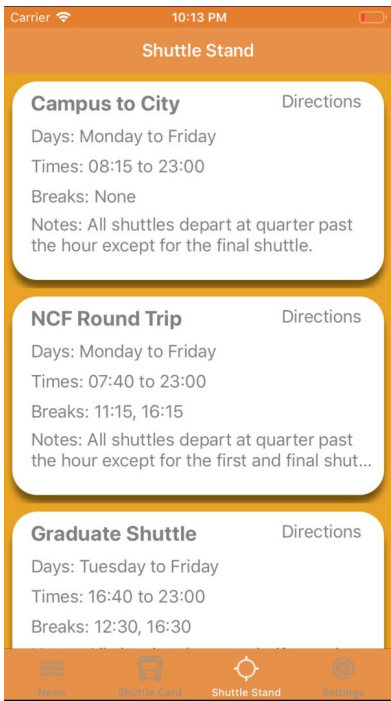 Carrier 10:13 PM
Shuttle Stand
Campus to City Directions
Days: Monday to Friday
Times: 08:15 to 23:00
Breaks: None
Notes: All shuttles depart at quarter past
the hour except for the final shuttle.
NCF Round Trip Directions
Days: Monday to Friday
Times: 07:40 to 23:00
Breaks: 11:15, 16:15
Notes: All shuttles depart at quarter past
the hour except for the first and final shut...
Graduate Shuttle Directions
Days: Tuesday to Friday
Times: 16:40 to 23:00
Breaks: 12:30, 16:30
News Shuttle Card Shuttle Stand Settings